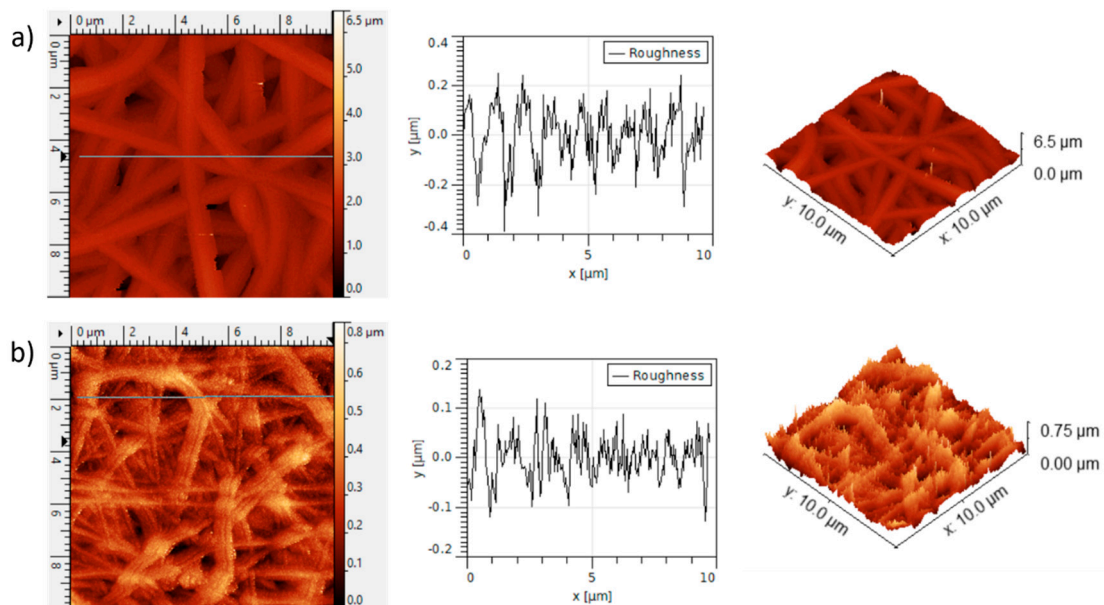 a)
0 µm 2 4 6 8
0 µm 2 4 6 8
6.5 µm
5.0
4.0
3.0
2.0
1.0
0.0
Roughness
0.4
0.2
0.0
-0.2
-0.4
y [µm]
0 5 10
x [µm]
6.5 µm
0.0 µm
y: 10.0 µm
x: 10.0 µm
b)
0 µm 2 4 6 8
0 µm 2 4 6 8
0.8 µm
0.6
0.5
0.4
0.3
0.2
0.1
0.0
Roughness
0.2
0.1
0.0
-0.1
-0.2
y [µm]
0 5 10
x [µm]
0.75 µm
0.00 µm
y: 10.0 µm
x: 10.0 µm